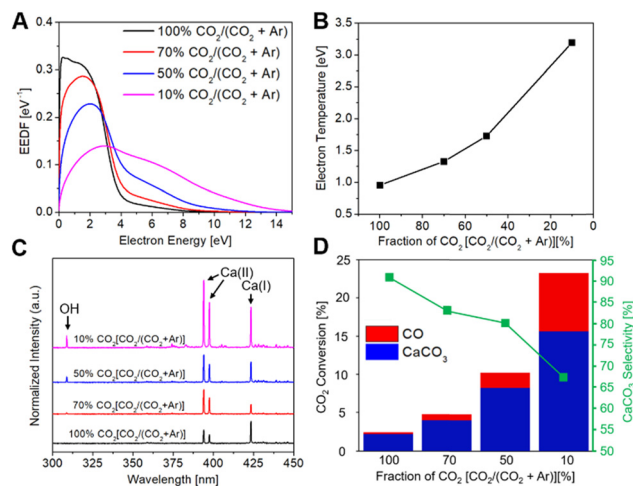 A
100% CO₂/(CO₂ + Ar)
70% CO₂/(CO₂ + Ar)
50% CO₂/(CO₂ + Ar)
10% CO₂/(CO₂ + Ar)
0.4
0.3
0.2
0.1
0.0
EEDF [eV⁻¹]
0 2 4 6 8 10 12 14
Electron Energy [eV]
B
3.5
3.0
2.5
2.0
1.5
1.0
0.5
Electron Temperature [eV]
100 80 60 40 20 0
Fraction of CO₂ [CO₂/(CO₂ + Ar)][%]
C
Ca(II)
Ca(I)
OH
10% CO₂[CO₂/(CO₂+Ar)]
50% CO₂[CO₂/(CO₂+Ar)]
70% CO₂[CO₂/(CO₂+Ar)]
100% CO₂[CO₂/(CO₂+Ar)]
Normalized Intensity (a.u.)
300 325 350 375 400 425 450
Wavelength [nm]
D
25
20
15
10
5
0
CO₂ Conversion [%]
CO
CaCO₃
95
90
85
80
75
70
65
60
55
50
CaCO₃ Selectivity [%]
100 70 50 10
Fraction of CO₂ [CO₂/(CO₂ + Ar)][%]